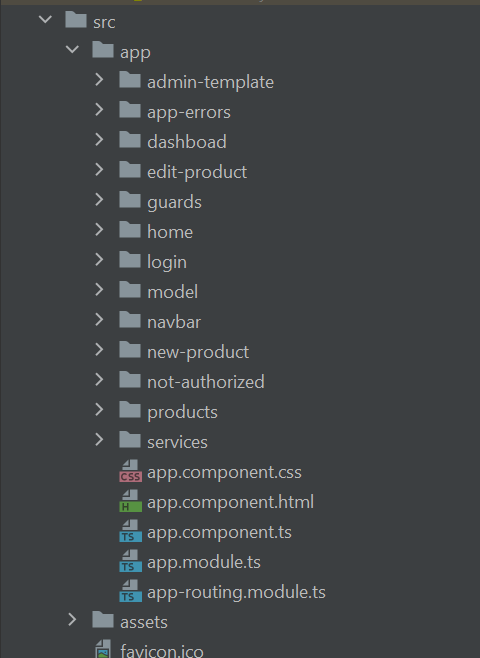 src
app
admin-template
app-errors
dashboad
edit-product
guards
home
login
model
navbar
new-product
not-authorized
products
services
CSS app.component.css
H app.component.html
TS app.component.ts
TS app.module.ts
TS app-routing.module.ts
assets
favicon.ico